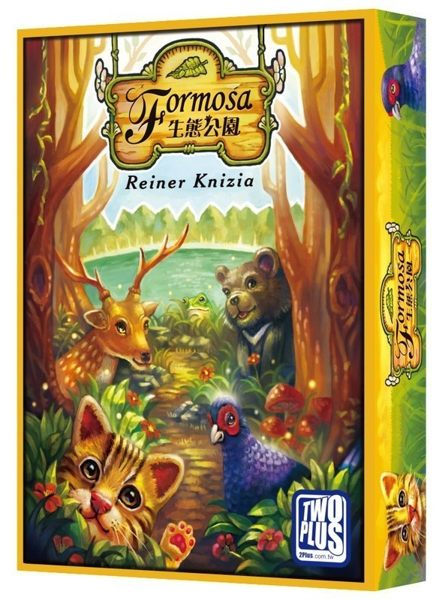 Formosa
生態公園
Reiner Knizia
TWO
PLUS
2Plus.com.tw
Formosa
生態公園